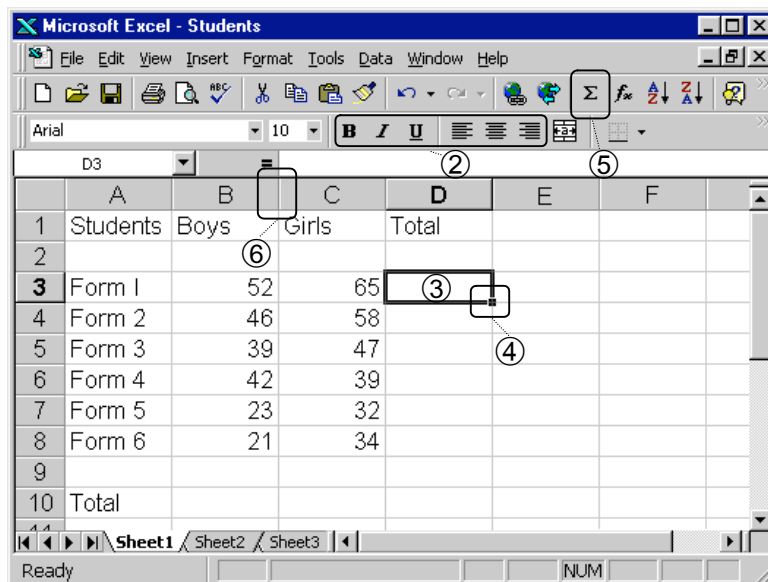 Microsoft Excel - Students
File Edit View Insert Format Tools Data Window Help
ABC Σ fx A Z Z A
Arial 10 B I U a
② ⑤
D3 =
A B C D E F
1 Students Boys Girls Total
⑥
2
3 Form I 52 65 ③
4 Form 2 46 58
④
5 Form 3 39 47
6 Form 4 42 39
7 Form 5 23 32
8 Form 6 21 34
9
10 Total
Sheet1 Sheet2 Sheet3
Ready NUM